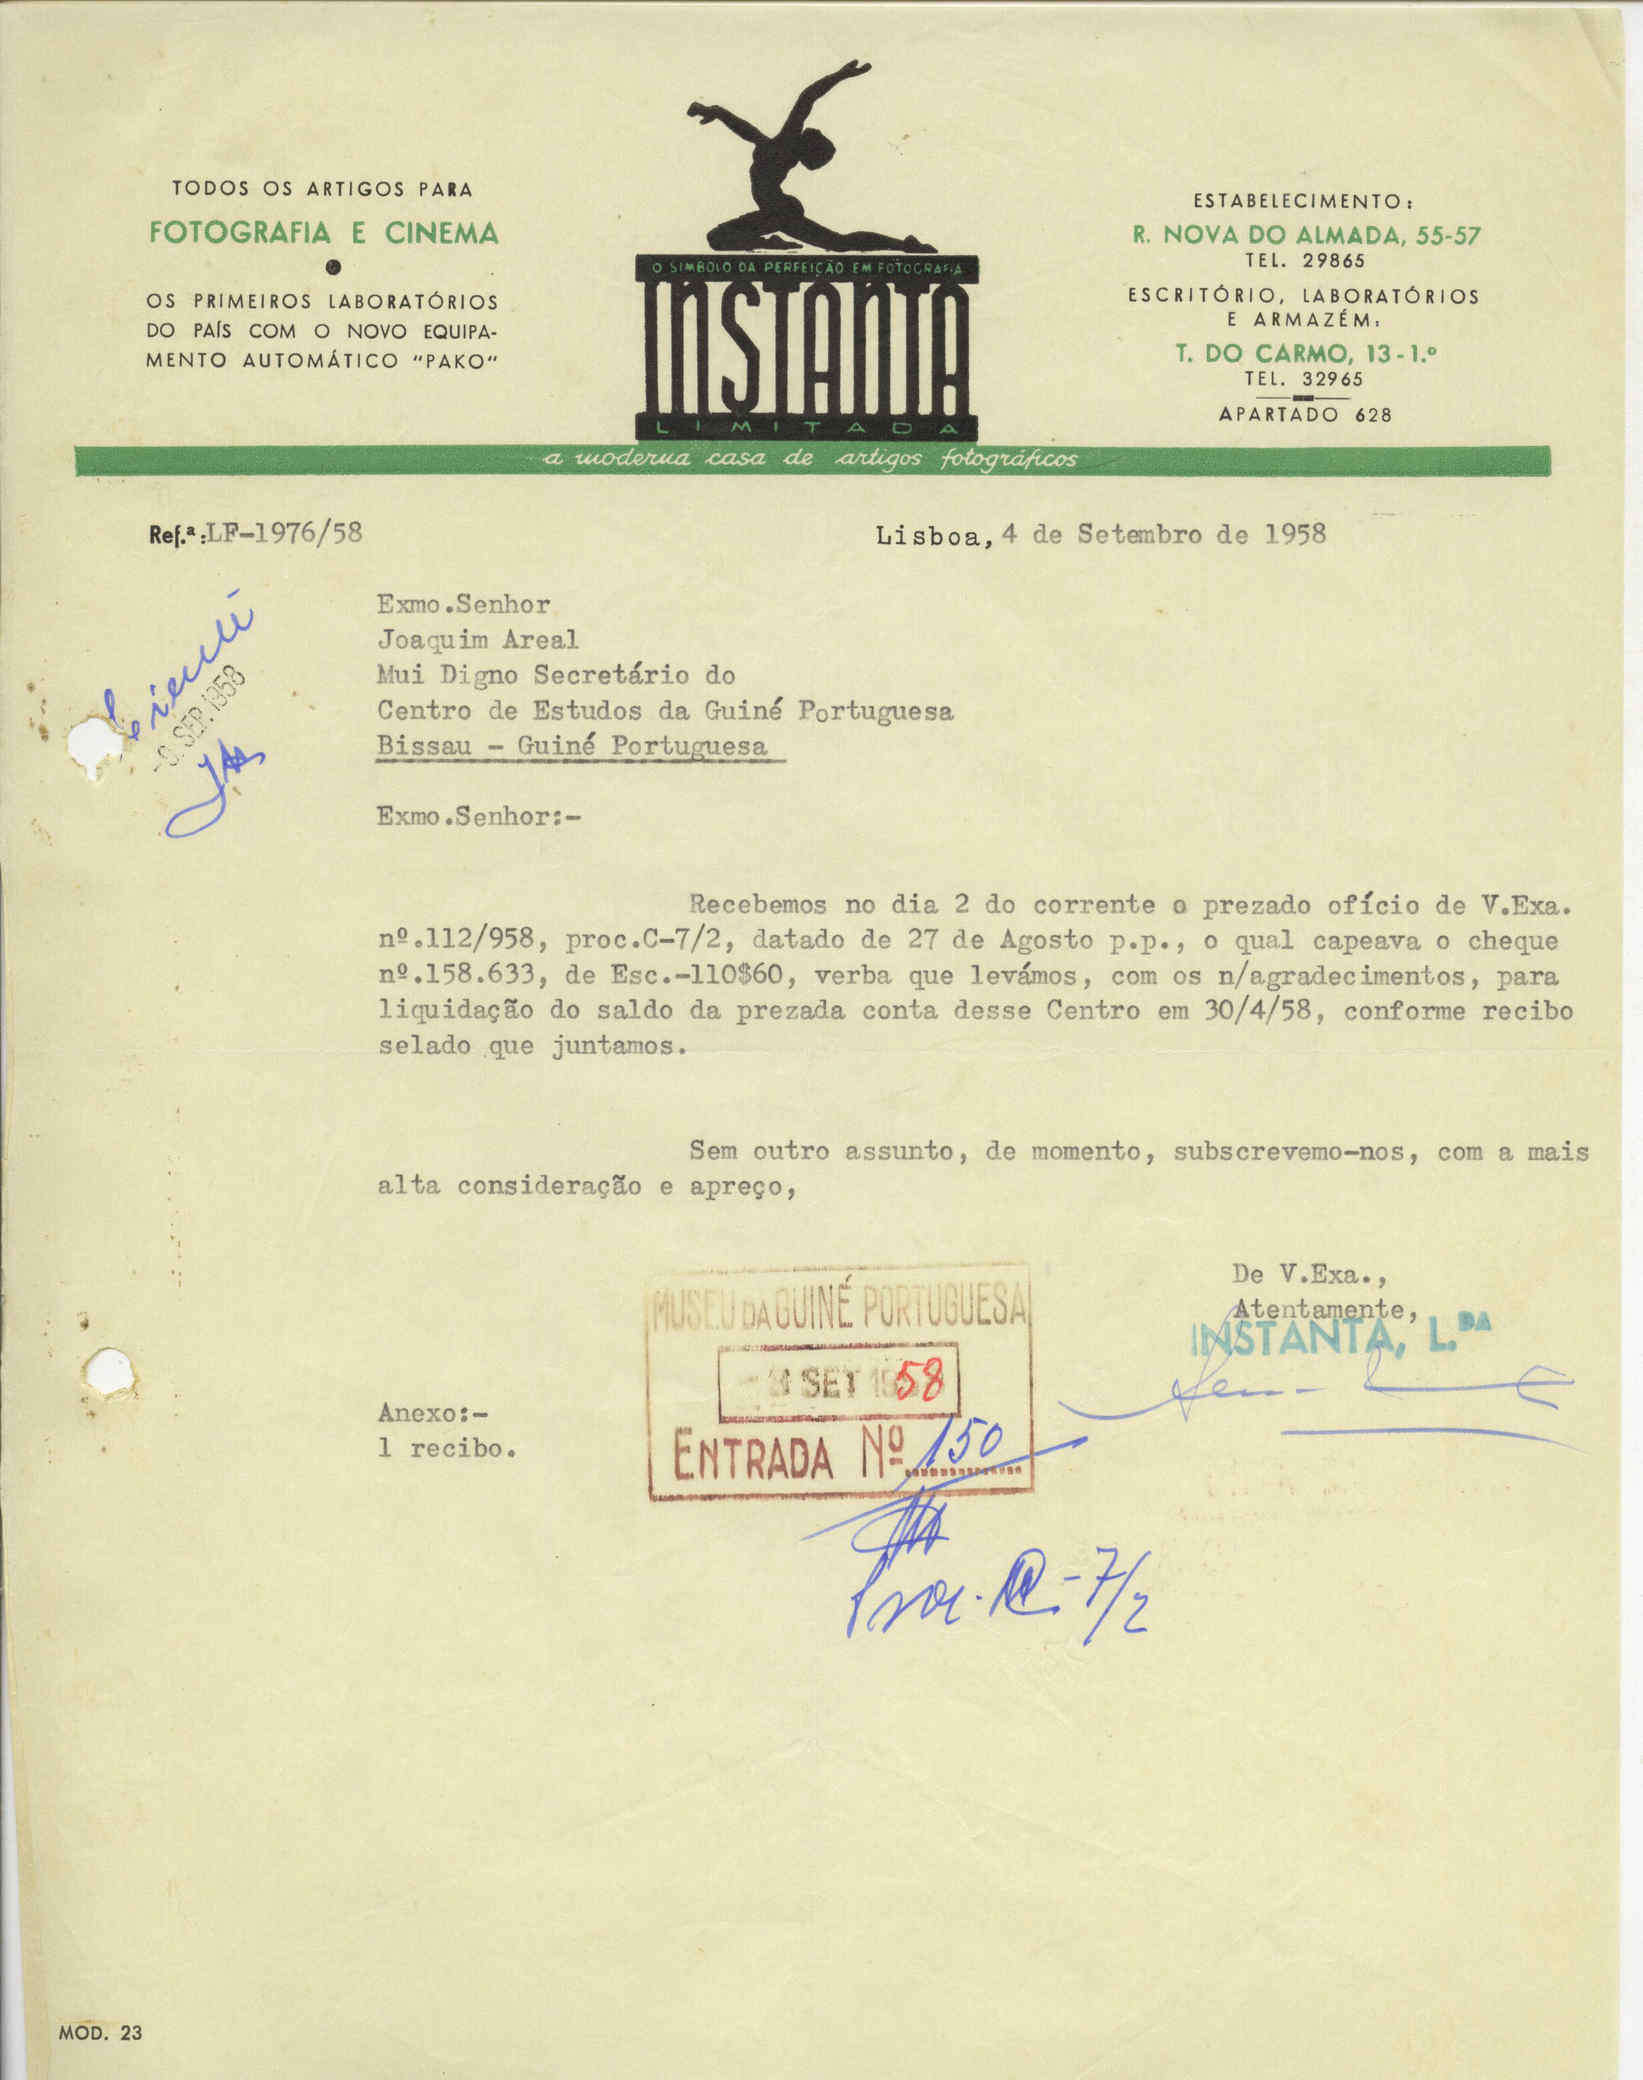 TODOS OS ARTIGOS PARA
FOTOGRAFIA E CINEMA
OS PRIMEIROS LABORATÓRIOS
DO PAÍS COM O NOVO EQUIPA-
MENTO AUTOMÁTICO "PAKO"
O SIMBOLO DA PERFEIÇÃO EM FOTOGRAFIA
INSTANTA
LIMITADA
ESTABELECIMENTO:
R. NOVA DO ALMADA, 55-57
TEL. 29865
ESCRITÓRIO, LABORATÓRIOS
E ARMAZÉM:
T. DO CARMO, 13-1.º
TEL. 32965
APARTADO 628
a moderna casa de artigos fotográficos
Ref.ª:LF-1976/58
Lisboa, 4 de Setembro de 1958
Exmo.Senhor
Joaquim Areal
Mui Digno Secretário do
Centro de Estudos da Guiné Portuguesa
Bissau - Guiné Portuguesa
SEP. 1958
Exmo.Senhor:-
Recebemos no dia 2 do corrente o prezado ofício de V.Exa.
nº.112/958, proc.C-7/2, datado de 27 de Agosto p.p., o qual capeava o cheque
nº.158.633, de Esc.-110$60, verba que levámos, com os n/agradecimentos, para
liquidação do saldo da prezada conta desse Centro em 30/4/58, conforme recibo
selado que juntamos.
Sem outro assunto, de momento, subscrevemo-nos, com a mais
alta consideração e apreço,
De V.Exa.,
Atentamente,
INSTANTA, L.DA
MUSEU DA GUINÉ PORTUGUESA
SET 1958
ENTRADA Nº 150
Anexo:-
1 recibo.
Proc. C-7/2
MOD. 23